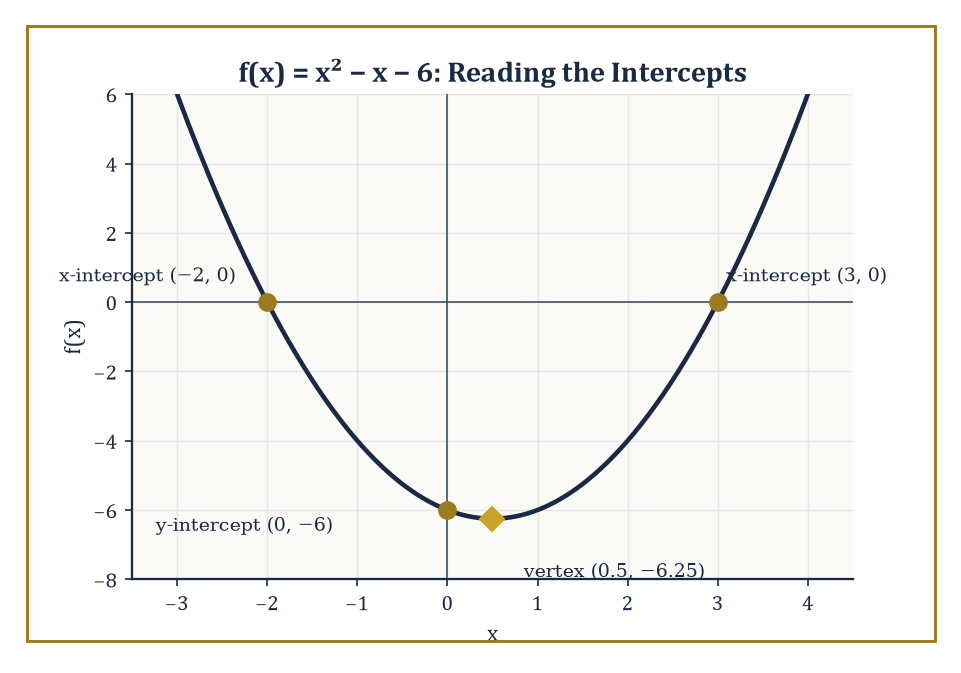 f(x) = x² − x − 6: Reading the Intercepts
6
4
2
x-intercept (−2, 0)
x-intercept (3, 0)
0
f(x)
−2
−4
−6
y-intercept (0, −6)
vertex (0.5, −6.25)
−8
−3 −2 −1 0 1 2 3 4
x